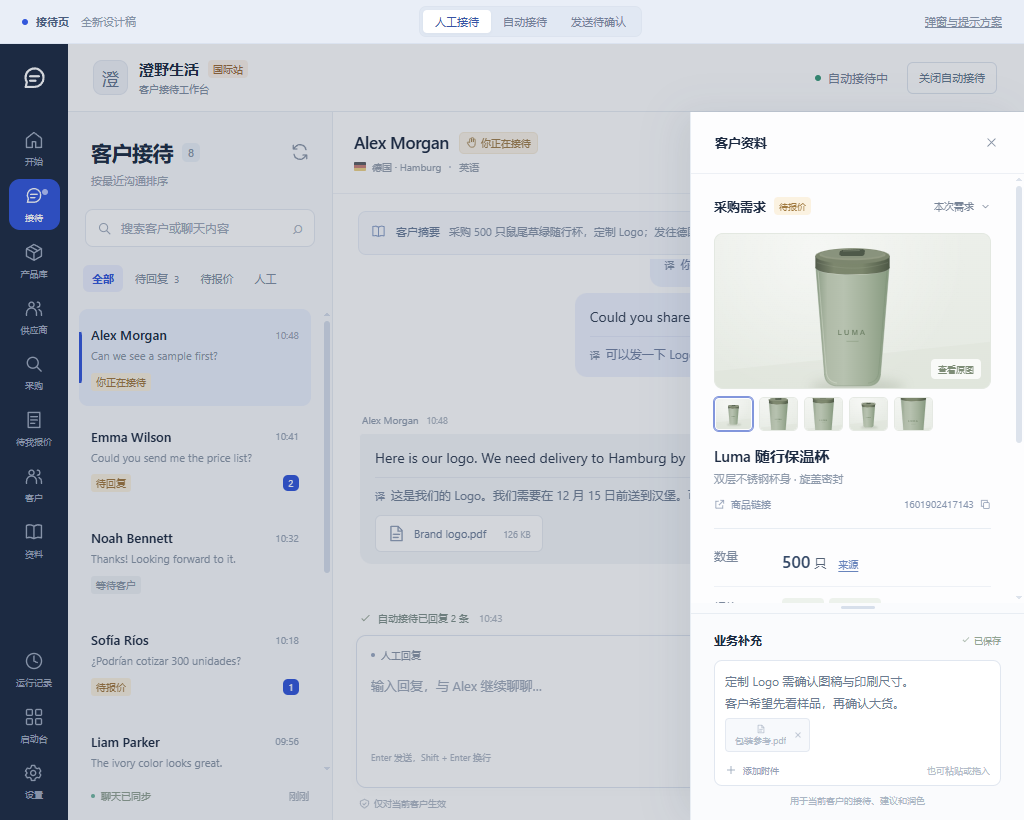 接待页 全新设计稿
人工接待 自动接待 发送待确认
弹窗与提示方案
澄
澄野生活 国际站
客户接待工作台
自动接待中 关闭自动接待
开始
接待
产品库
供应商
采购
待我报价
客户
资料
运行记录
启动台
设置
客户接待 8
按最近沟通排序
搜索客户或聊天内容
全部 待回复 3 待报价 人工
Alex Morgan 10:48
Can we see a sample first?
你正在接待
Emma Wilson 10:41
Could you send me the price list?
待回复 2
Noah Bennett 10:32
Thanks! Looking forward to it.
等待客户
Sofía Ríos 10:18
¿Podrían cotizar 300 unidades?
待报价 1
Liam Parker 09:56
The ivory color looks great.
聊天已同步 刚刚
Alex Morgan 你正在接待
德国 · Hamburg · 英语
客户摘要 采购 500 只鼠尾草绿随行杯，定制 Logo；发往德
译 你
Could you share
译 可以发一下 Log
Alex Morgan 10:48
Here is our logo. We need delivery to Hamburg by
译 这是我们的 Logo。我们需要在 12 月 15 日前送到汉堡。
Brand logo.pdf 126 KB
自动接待已回复 2 条 10:43
人工回复
输入回复，与 Alex 继续聊聊...
Enter 发送，Shift + Enter 换行
仅对当前客户生效
客户资料
采购需求 待报价 本次需求
LUMA
查看原图
Luma 随行保温杯
双层不锈钢杯身 · 旋盖密封
商品链接 1601902417143
数量 500 只 来源
业务补充 已保存
定制 Logo 需确认图稿与印刷尺寸。
客户希望先看样品，再确认大货。
包装参考.pdf
添加附件 也可粘贴或拖入
用于当前客户的接待、建议和润色